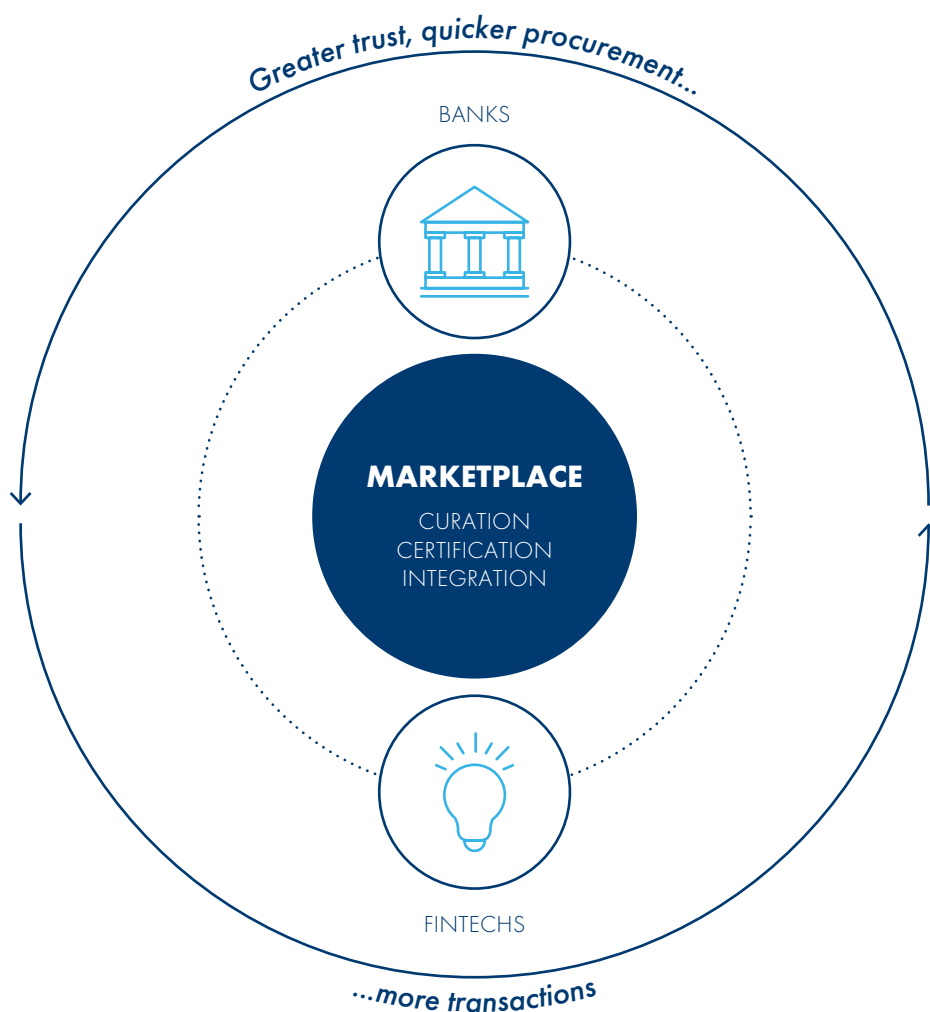 Greater trust, quicker procurement...
BANKS
MARKETPLACE
CURATION
CERTIFICATION
INTEGRATION
FINTECHS
...more transactions